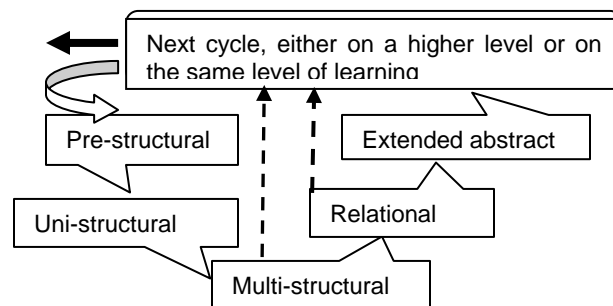 Next cycle, either on a higher level or on
the same level of learning
Pre-structural
Extended abstract
Uni-structural
Relational
Multi-structural